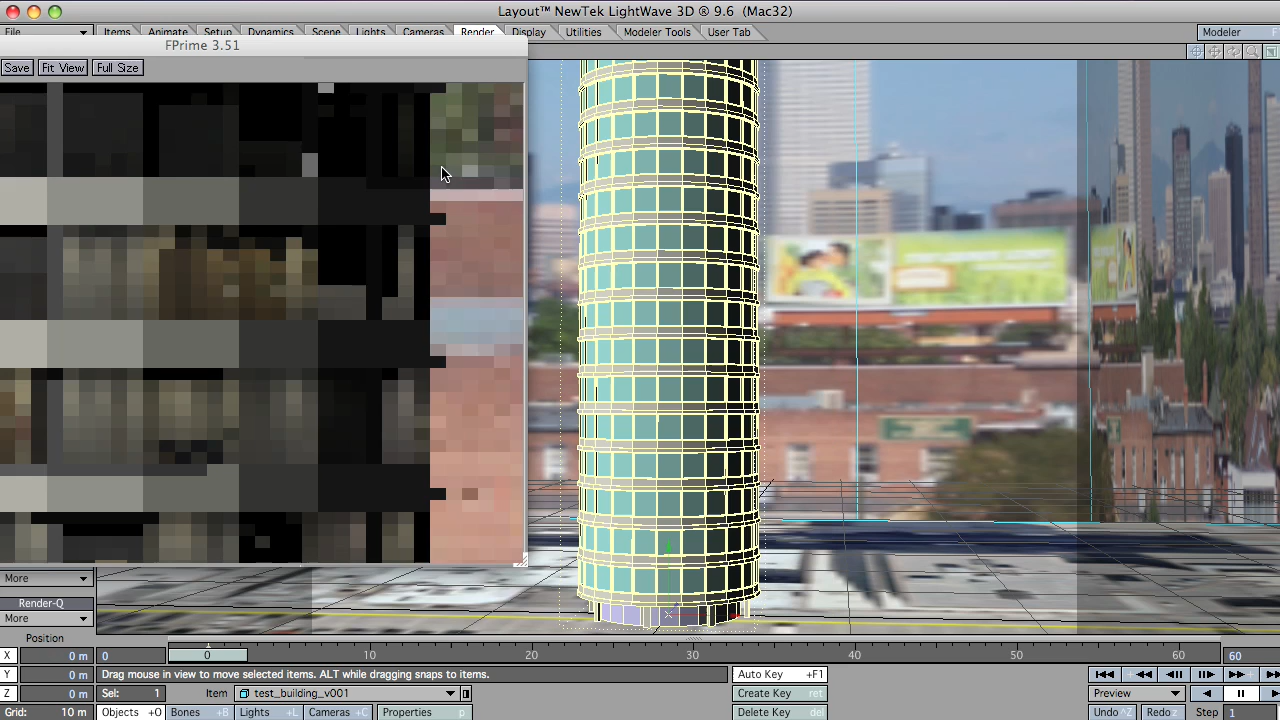 Layout™ NewTek LightWave 3D ® 9.6 (Mac32)
File Items Animate Setup Dynamics Scene Lights Cameras Render Display Utilities Modeler Tools User Tab Modeler
FPrime 3.51
Save Fit View Full Size
More
Render-Q
More
Position
X 0 m 0 0 10 20 30 40 50 60 60
Y 0 m Drag mouse in view to move selected items. ALT while dragging snaps to items. Auto Key +F1
Z 0 m Sel: 1 Item test_building_v001 Create Key ret Preview
Grid: 10 m Objects +O Bones +B Lights +L Cameras +C Properties p Delete Key del Undo ^Z Redo z Step 1